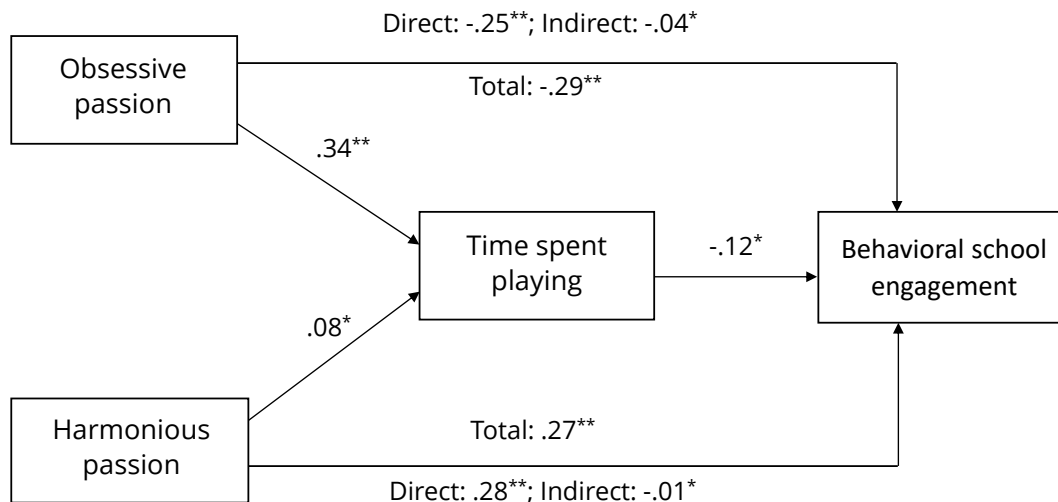 Direct: -.25**; Indirect: -.04*
Obsessive
passion
Total: -.29**
.34**
Time spent
playing
-.12*
Behavioral school
engagement
.08*
Harmonious
passion
Total: .27**
Direct: .28**; Indirect: -.01*